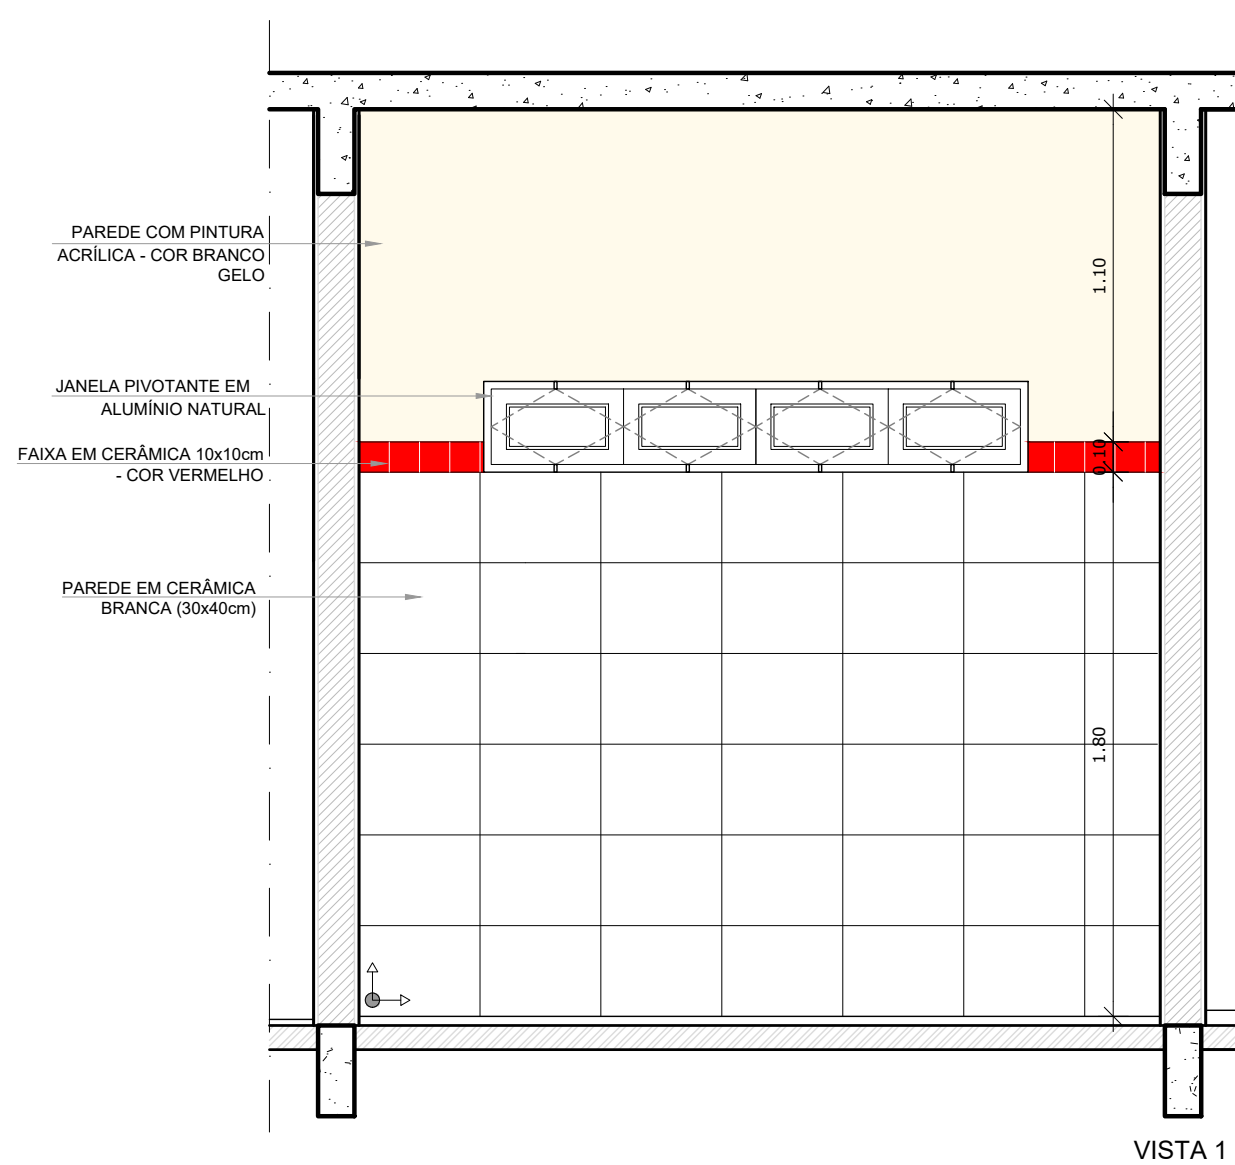 PAREDE COM PINTURA
ACRÍLICA - COR BRANCO
GELO
1.10
JANELA PIVOTANTE EM
ALUMÍNIO NATURAL
FAIXA EM CERÂMICA 10x10cm
- COR VERMELHO
0.10
PAREDE EM CERÂMICA
BRANCA (30x40cm)
1.80
VISTA 1